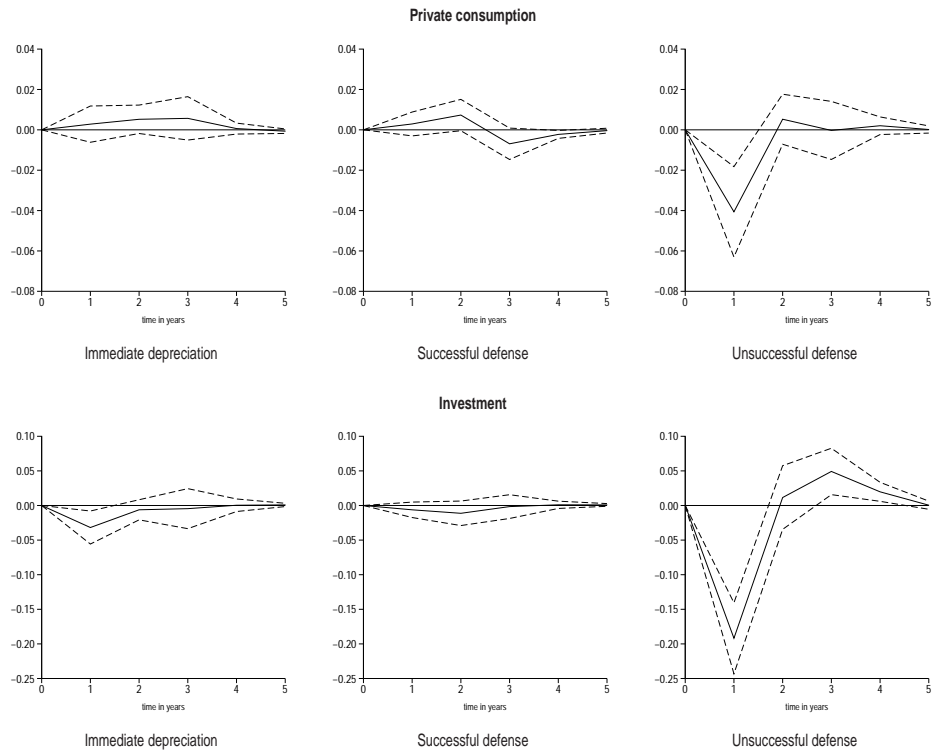 Private consumption
0.04 0.04 0.04
0.02 0.02 0.02
0.00 0.00 0.00
–0.02 –0.02 –0.02
–0.04 –0.04 –0.04
–0.06 –0.06 –0.06
–0.08 –0.08 –0.08
0 1 2 3 4 5 0 1 2 3 4 5 0 1 2 3 4 5
time in years time in years time in years
Immediate depreciation Successful defense Unsuccessful defense
Investment
0.10 0.10 0.10
0.05 0.05 0.05
0.00 0.00 0.00
–0.05 –0.05 –0.05
–0.10 –0.10 –0.10
–0.15 –0.15 –0.15
–0.20 –0.20 –0.20
–0.25 –0.25 –0.25
0 1 2 3 4 5 0 1 2 3 4 5 0 1 2 3 4 5
time in years time in years time in years
Immediate depreciation Successful defense Unsuccessful defense